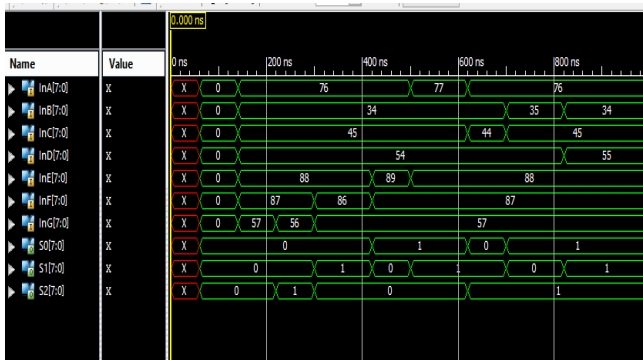 0.000 ns
Name Value 0 ns 200 ns 400 ns 600 ns 800 ns
InA[7:0] X X 0 76 77 76
InB[7:0] X X 0 34 35 34
InC[7:0] X X 0 45 44 45
InD[7:0] X X 0 54 55
InE[7:0] X X 0 88 89 88
InF[7:0] X X 0 87 86 87
InG[7:0] X X 0 57 56 57
S0[7:0] X X 0 1 0 1
S1[7:0] X X 0 1 0 1 0 1
S2[7:0] X X 0 1 0 1